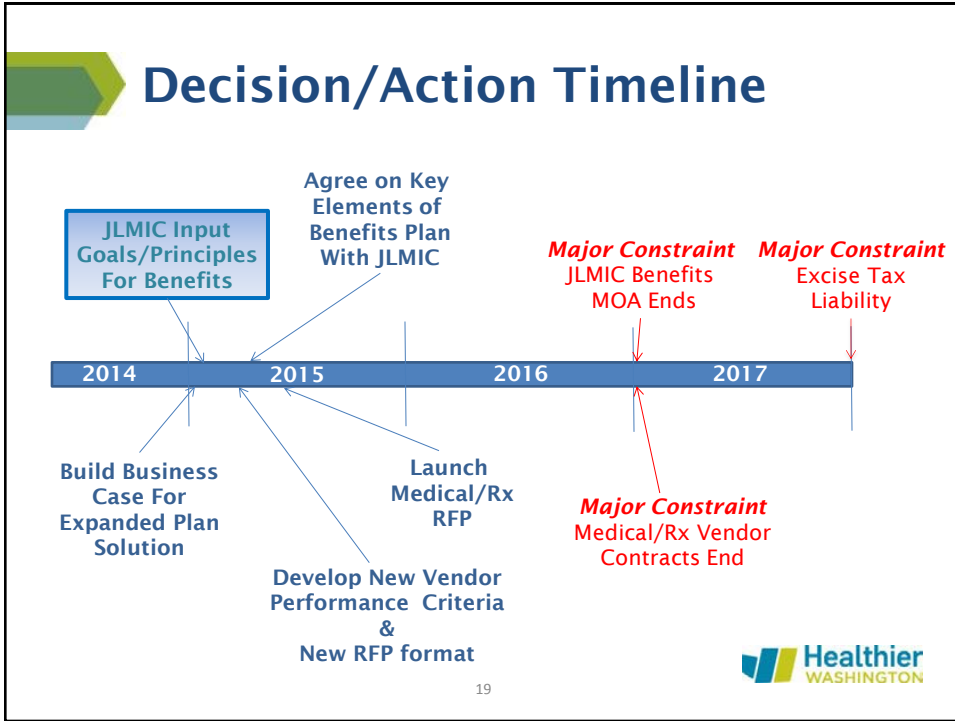 Decision/Action Timeline
JLMIC Input
Goals/Principles
For Benefits
Agree on Key
Elements of
Benefits Plan
With JLMIC
Major Constraint
JLMIC Benefits
MOA Ends
Major Constraint
Excise Tax
Liability
2014
2015
2016
2017
Build Business
Case For
Expanded Plan
Solution
Develop New Vendor
Performance Criteria
&
New RFP format
Launch
Medical/Rx
RFP
Major Constraint
Medical/Rx Vendor
Contracts End
19
Healthier
WASHINGTON